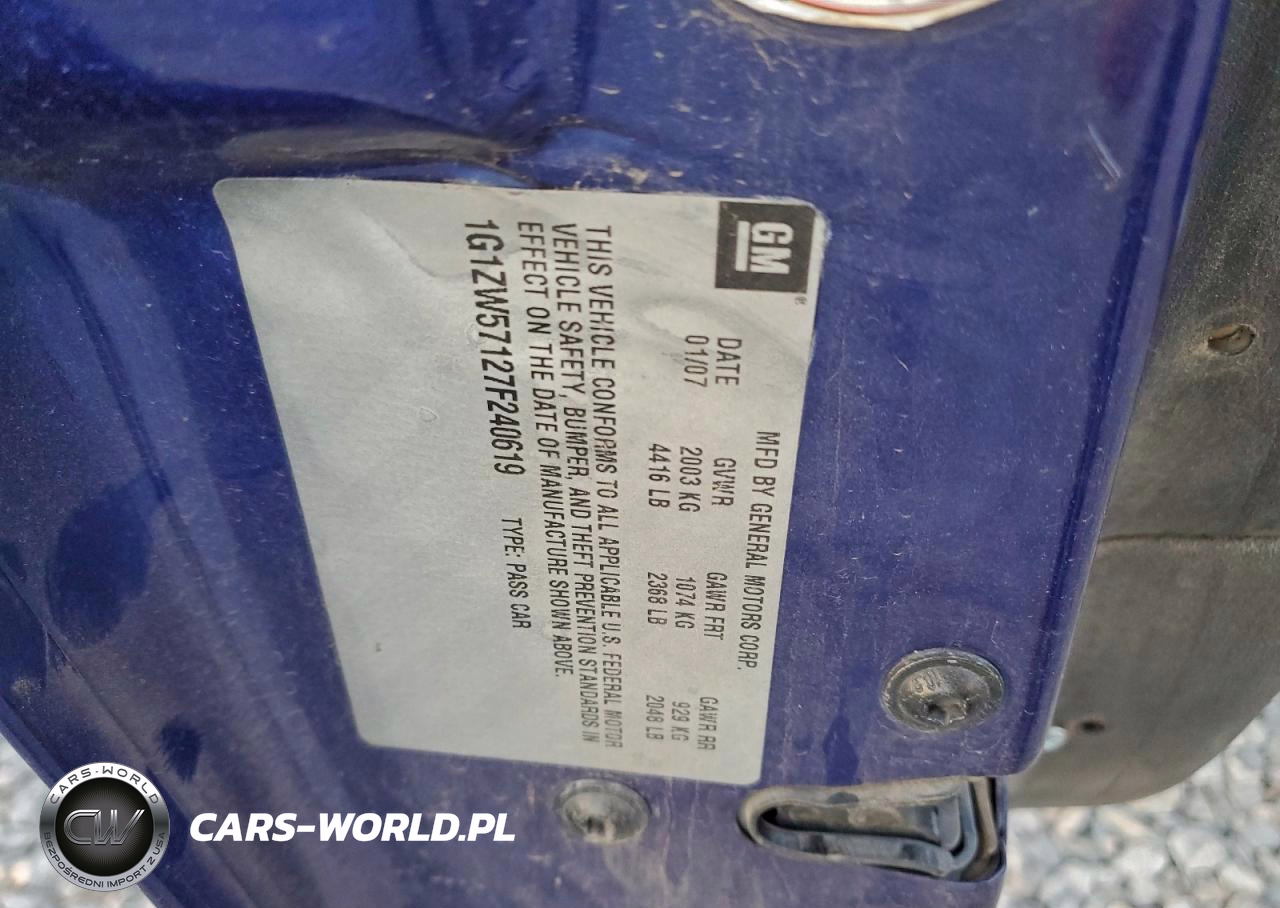 GM
MFD BY GENERAL MOTORS CORP.
DATE GVWR GAWR FRT GAWR RR
01/07 2003 KG 1074 KG 929 KG
4416 LB 2368 LB 2048 LB
THIS VEHICLE CONFORMS TO ALL APPLICABLE U.S. FEDERAL MOTOR
VEHICLE SAFETY, BUMPER, AND THEFT PREVENTION STANDARDS IN
EFFECT ON THE DATE OF MANUFACTURE SHOWN ABOVE.
1G1ZW57127F240619 TYPE: PASS CAR
CARS-WORLD
CW
BEZPOŚREDNI IMPORT Z USA
CARS-WORLD.PL